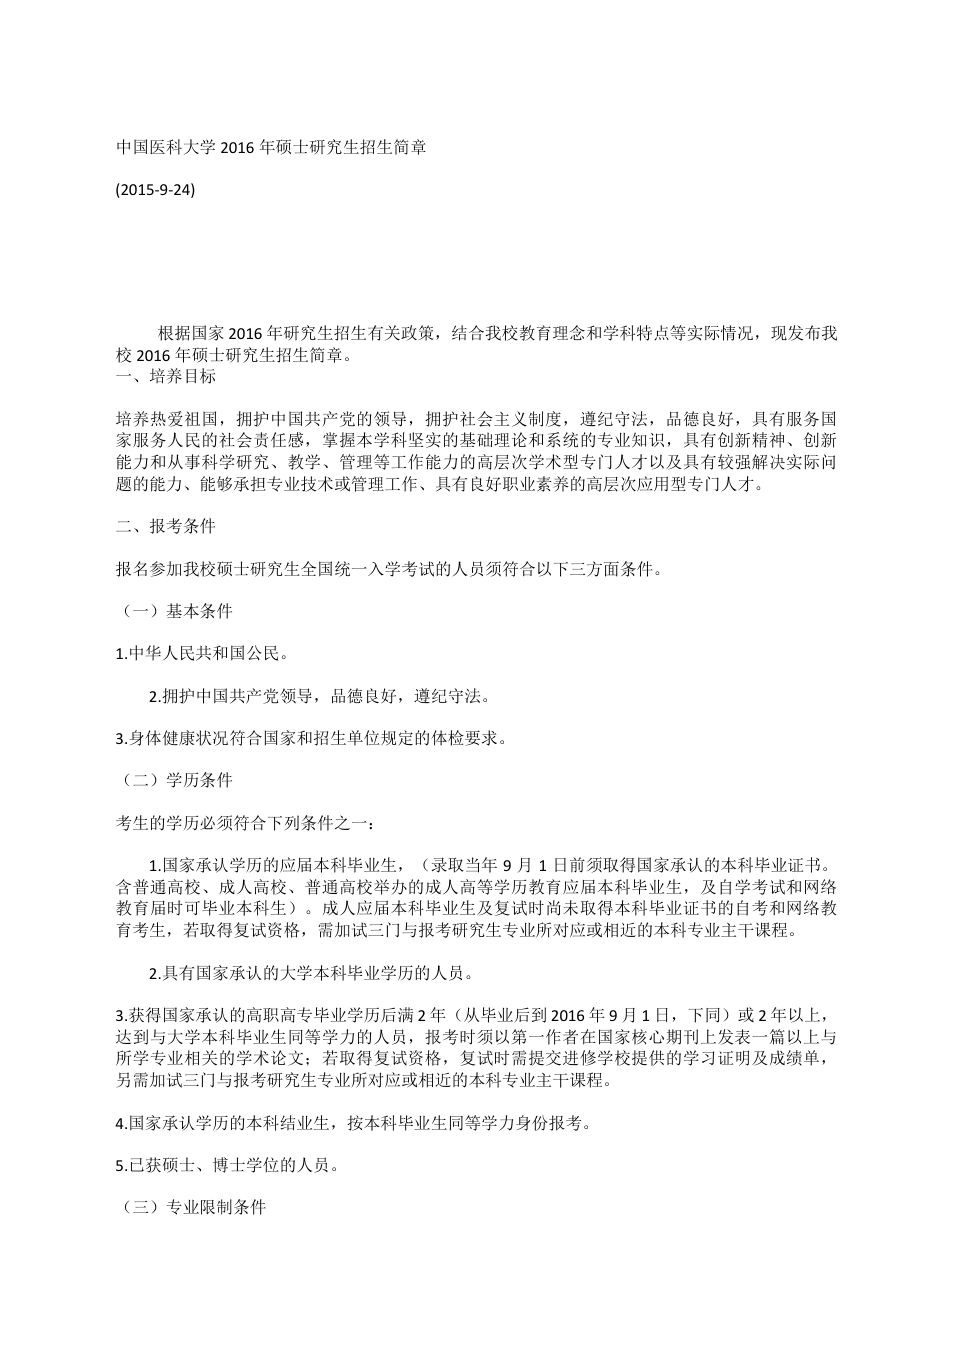 中国医科大学 2016 年硕士研究生招生简章
(2015-9-24)
根据国家 2016 年研究生招生有关政策，结合我校教育理念和学科特点等实际情况，现发布我
校 2016 年硕士研究生招生简章。
一、培养目标
培养热爱祖国，拥护中国共产党的领导，拥护社会主义制度，遵纪守法，品德良好，具有服务国
家服务人民的社会责任感，掌握本学科坚实的基础理论和系统的专业知识，具有创新精神、创新
能力和从事科学研究、教学、管理等工作能力的高层次学术型专门人才以及具有较强解决实际问
题的能力、能够承担专业技术或管理工作、具有良好职业素养的高层次应用型专门人才。
二、报考条件
报名参加我校硕士研究生全国统一入学考试的人员须符合以下三方面条件。
（一）基本条件
1.中华人民共和国公民。
2.拥护中国共产党领导，品德良好，遵纪守法。
3.身体健康状况符合国家和招生单位规定的体检要求。
（二）学历条件
考生的学历必须符合下列条件之一：
1.国家承认学历的应届本科毕业生，（录取当年 9 月 1 日前须取得国家承认的本科毕业证书。
含普通高校、成人高校、普通高校举办的成人高等学历教育应届本科毕业生，及自学考试和网络
教育届时可毕业本科生）。成人应届本科毕业生及复试时尚未取得本科毕业证书的自考和网络教
育考生，若取得复试资格，需加试三门与报考研究生专业所对应或相近的本科专业主干课程。
2.具有国家承认的大学本科毕业学历的人员。
3.获得国家承认的高职高专毕业学历后满 2 年（从毕业后到 2016 年 9 月 1 日，下同）或 2 年以上，
达到与大学本科毕业生同等学力的人员，报考时须以第一作者在国家核心期刊上发表一篇以上与
所学专业相关的学术论文；若取得复试资格，复试时需提交进修学校提供的学习证明及成绩单，
另需加试三门与报考研究生专业所对应或相近的本科专业主干课程。
4.国家承认学历的本科结业生，按本科毕业生同等学力身份报考。
5.已获硕士、博士学位的人员。
（三）专业限制条件